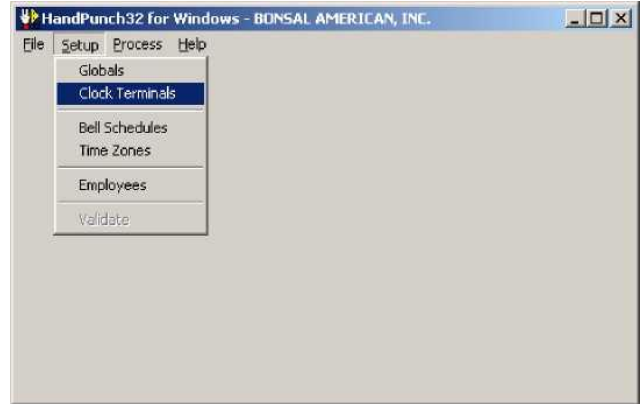 HandPunch32 for Windows - BONSAL AMERICAN, INC.
File Setup Process Help
Globals
Clock Terminals
Bell Schedules
Time Zones
Employees
Validate